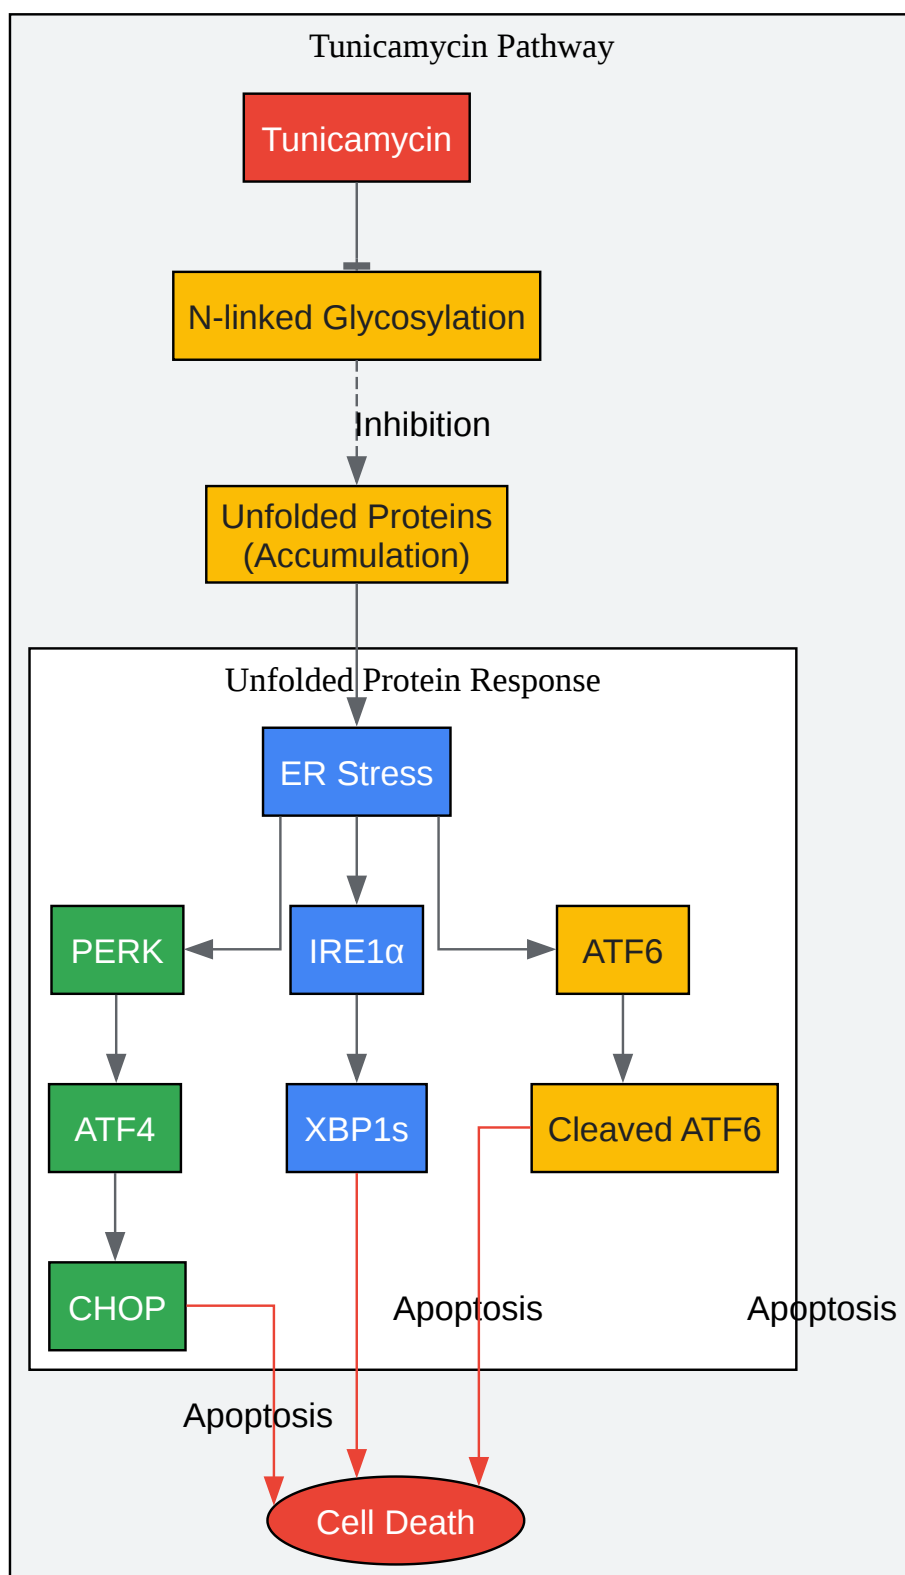 Tunicamycin Pathway
Tunicamycin
N-linked Glycosylation
Inhibition
Unfolded Proteins
(Accumulation)
Unfolded Protein Response
ER Stress
PERK
IRE1α
ATF6
ATF4
XBP1s
Cleaved ATF6
CHOP
Apoptosis
Apoptosis
Apoptosis
Cell Death